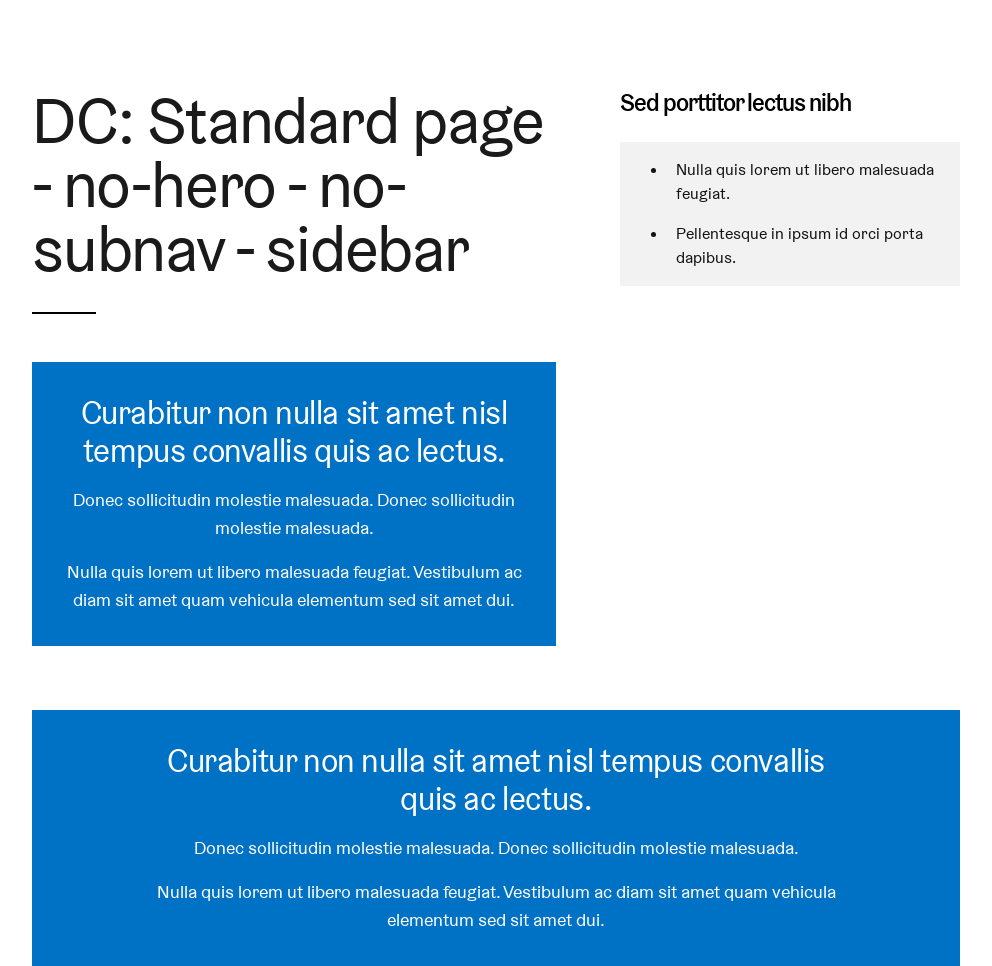 DC: Standard page
- no-hero - no-
subnav - sidebar
Sed porttitor lectus nibh
Nulla quis lorem ut libero malesuada
feugiat.
Pellentesque in ipsum id orci porta
dapibus.
Curabitur non nulla sit amet nisl
tempus convallis quis ac lectus.
Donec sollicitudin molestie malesuada. Donec sollicitudin
molestie malesuada.
Nulla quis lorem ut libero malesuada feugiat. Vestibulum ac
diam sit amet quam vehicula elementum sed sit amet dui.
Curabitur non nulla sit amet nisl tempus convallis
quis ac lectus.
Donec sollicitudin molestie malesuada. Donec sollicitudin molestie malesuada.
Nulla quis lorem ut libero malesuada feugiat. Vestibulum ac diam sit amet quam vehicula
elementum sed sit amet dui.